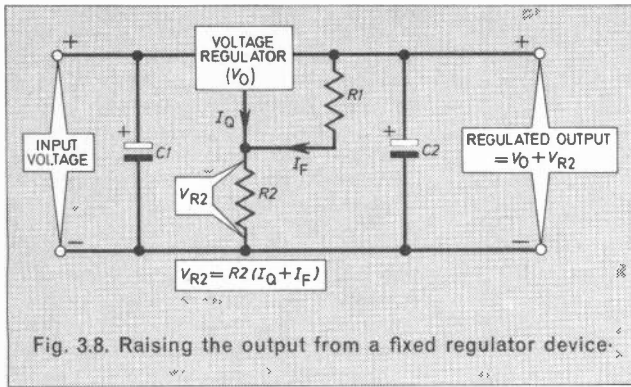 +
VOLTAGE
REGULATOR
(VO)
+
R1
IQ
INPUT
VOLTAGE
+
C1
IF
+
C2
REGULATED OUTPUT
=VO+VR2
VR2
R2
−
−
VR2=R2(IQ+IF)
Fig. 3.8. Raising the output from a fixed regulator device.